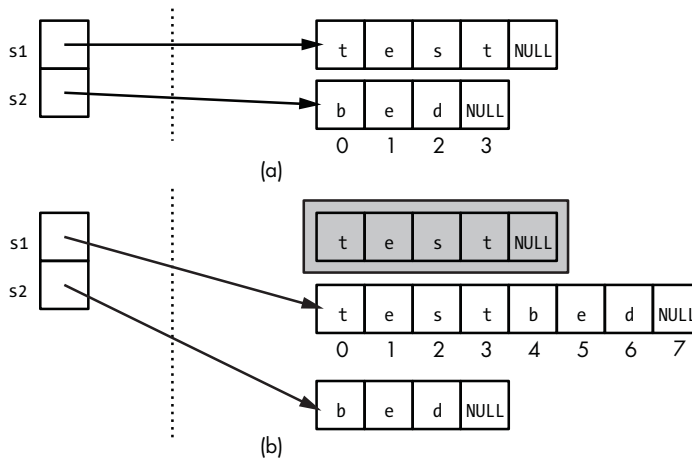 s1 t e s t NULL
s2 b e d NULL
0 1 2 3
(a)
s1 t e s t NULL
s2 t e s t b e d NULL
0 1 2 3 4 5 6 7
b e d NULL
(b)